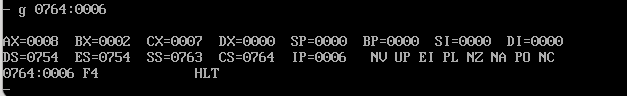 - g 0764:0006
AX=0008 BX=0002 CX=0007 DX=0000 SP=0000 BP=0000 SI=0000 DI=0000
DS=0754 ES=0754 SS=0763 CS=0764 IP=0006 NV UP EI PL NZ NA PO NC
0764:0006 F4 HLT
-